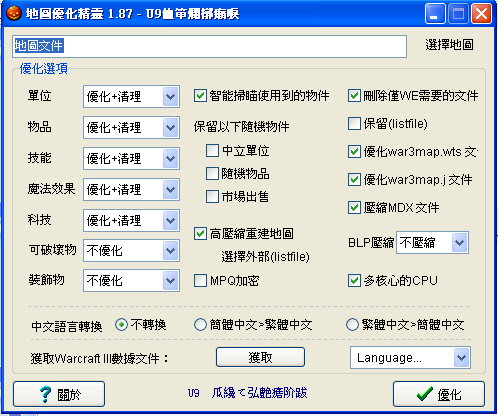 地圖優化精靈 1.87 - U9
地圖文件
選擇地圖
優化選項
單位 優化+清理
物品 優化+清理
技能 優化+清理
魔法效果 優化+清理
科技 優化+清理
可破壞物 不優化
裝飾物 不優化
智能掃瞄使用到的物件
保留以下隨機物件
中立單位
隨機物品
市場出售
高壓縮重建地圖
選擇外部(listfile)
MPQ加密
刪除僅WE需要的文件
保留(listfile)
優化war3map.wts 文
優化war3map.j 文件
壓縮MDX 文件
BLP壓縮 不壓縮
多核心的CPU
中文語言轉換 不轉換 簡體中文>繁體中文 繁體中文>簡體中文
獲取Warcraft III數據文件： 獲取 Language...
關於 U9 優化